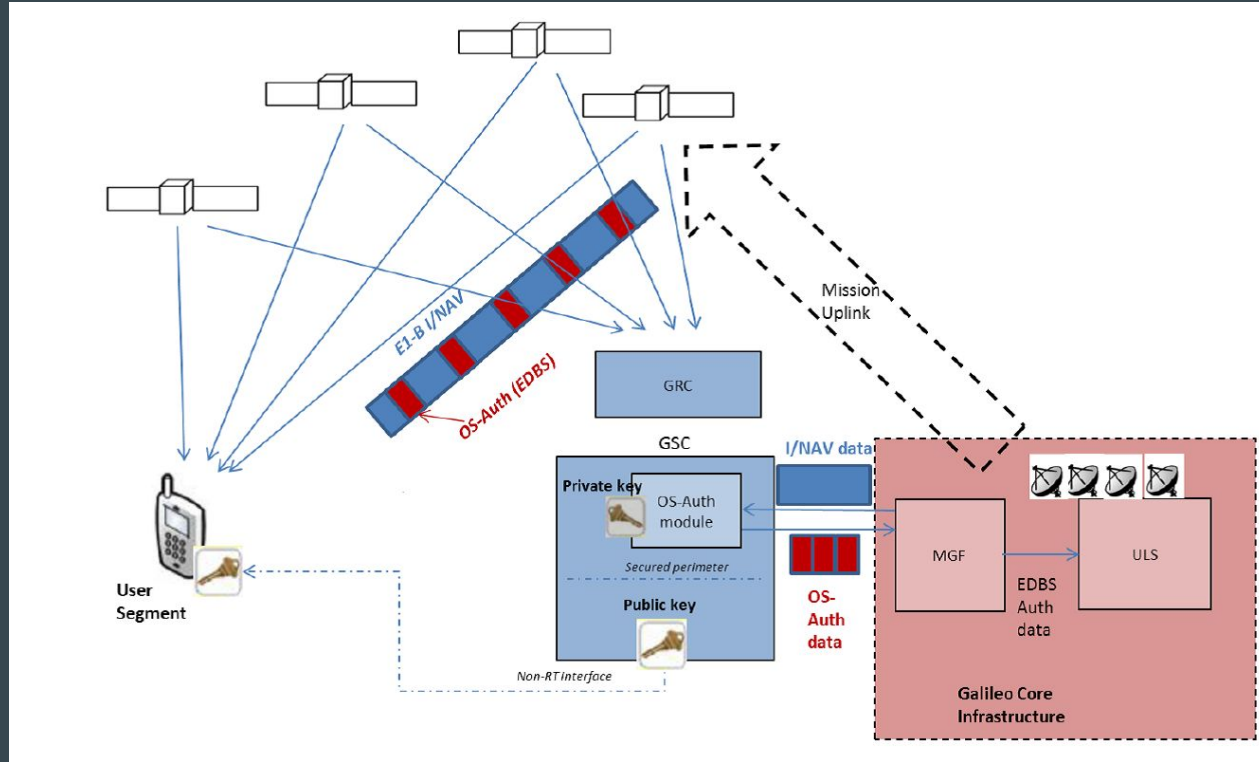 E1-B I/NAV
OS-Auth (EDBS)
Mission
Uplink
GRC
GSC
I/NAV data
Private key
OS-Auth
module
Secured perimeter
Public key
OS-
Auth
data
MGF
ULS
EDBS
Auth
data
User
Segment
Non-RT interface
Galileo Core
Infrastructure